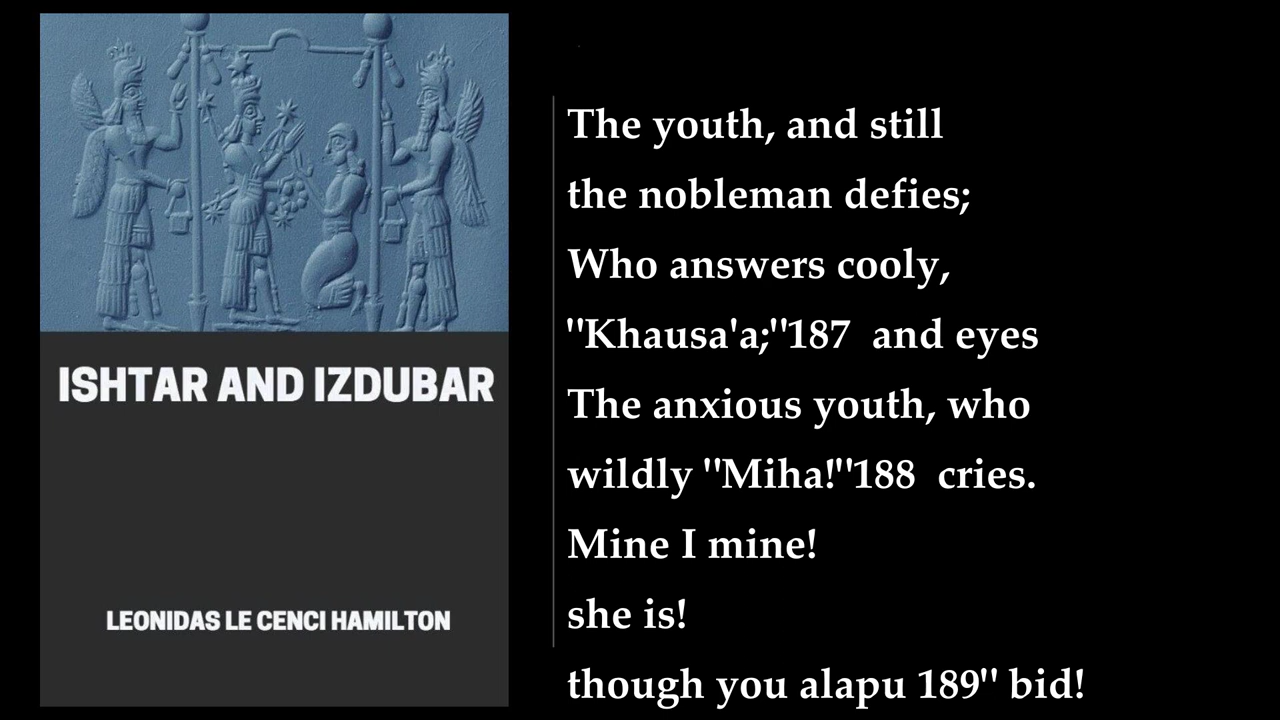 ISHTAR AND IZDUBAR
LEONIDAS LE CENCI HAMILTON
The youth, and still
the nobleman defies;
Who answers cooly,
"Khausa'a;"187 and eyes
The anxious youth, who
wildly "Miha!"188 cries.
Mine I mine!
she is!
though you alapu 189" bid!